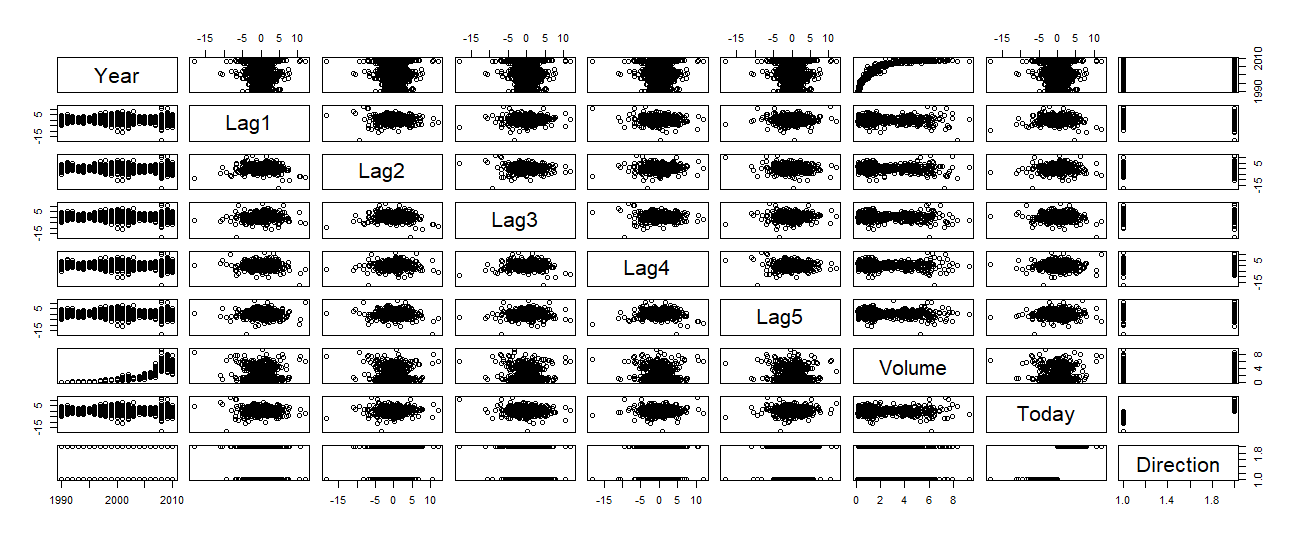 -15 -5 0 5 10
-15 -5 0 5 10
-15 -5 0 5 10
-15 -5 0 5 10
Year
1990 2010
-15 5
Lag1
Lag2
-15 5
-15 5
Lag3
Lag4
-15 5
-15 5
Lag5
Volume
0 4 8
-15 5
Today
Direction
1.0 1.8
1990 2000 2010
-15 -5 0 5 10
-15 -5 0 5 10
0 2 4 6 8
1.0 1.4 1.8